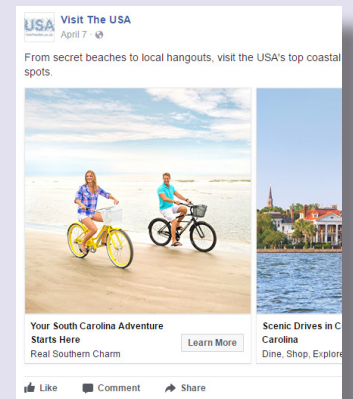 USA
Visit The USA
April 7 ·
From secret beaches to local hangouts, visit the USA's top coastal
spots.
Your South Carolina Adventure
Starts Here
Real Southern Charm
Learn More
Scenic Drives in C
Carolina
Dine, Shop, Explore
Like
Comment
Share